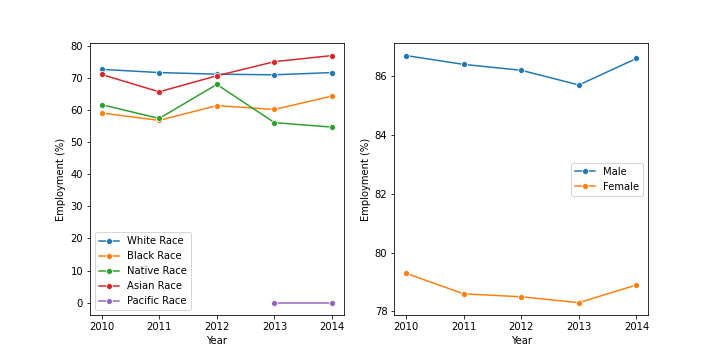 80
70
60
50
40
30
20
10
0
Employment (%)
White Race
Black Race
Native Race
Asian Race
Pacific Race
2010 2011 2012 2013 2014
Year
86
84
82
80
78
Employment (%)
Male
Female
2010 2011 2012 2013 2014
Year